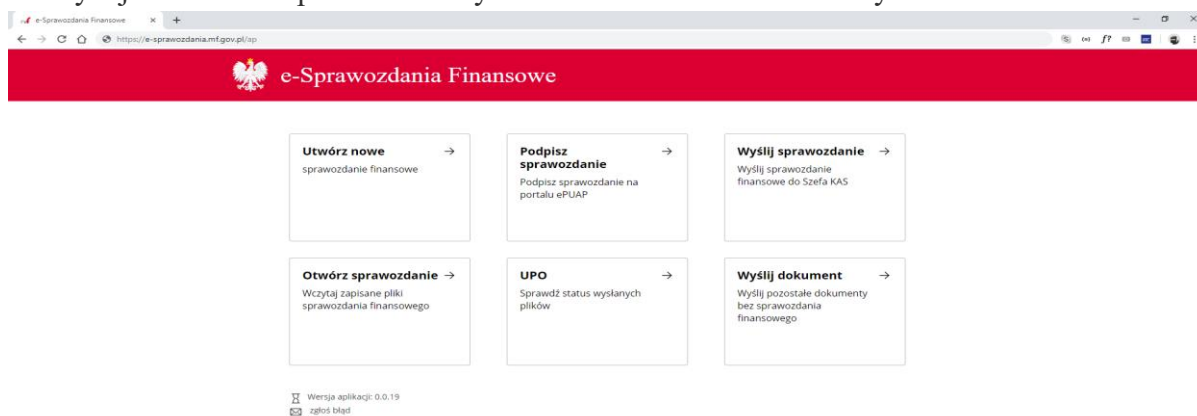 e-Sprawozdania Finansowe
https://e-sprawozdania.mf.gov.pl/ap
e-Sprawozdania Finansowe
Utwórz nowe
sprawozdanie finansowe
Podpisz
sprawozdanie
Podpisz sprawozdanie na
portalu ePUAP
Wyślij sprawozdanie
Wyślij sprawozdanie
finansowe do Szefa KAS
Otwórz sprawozdanie
Wczytaj zapisane pliki
sprawozdania finansowego
UPO
Sprawdź status wysłanych
plików
Wyślij dokument
Wyślij pozostałe dokumenty
bez sprawozdania
finansowego
Wersja aplikacji: 0.0.19
zgłoś błąd